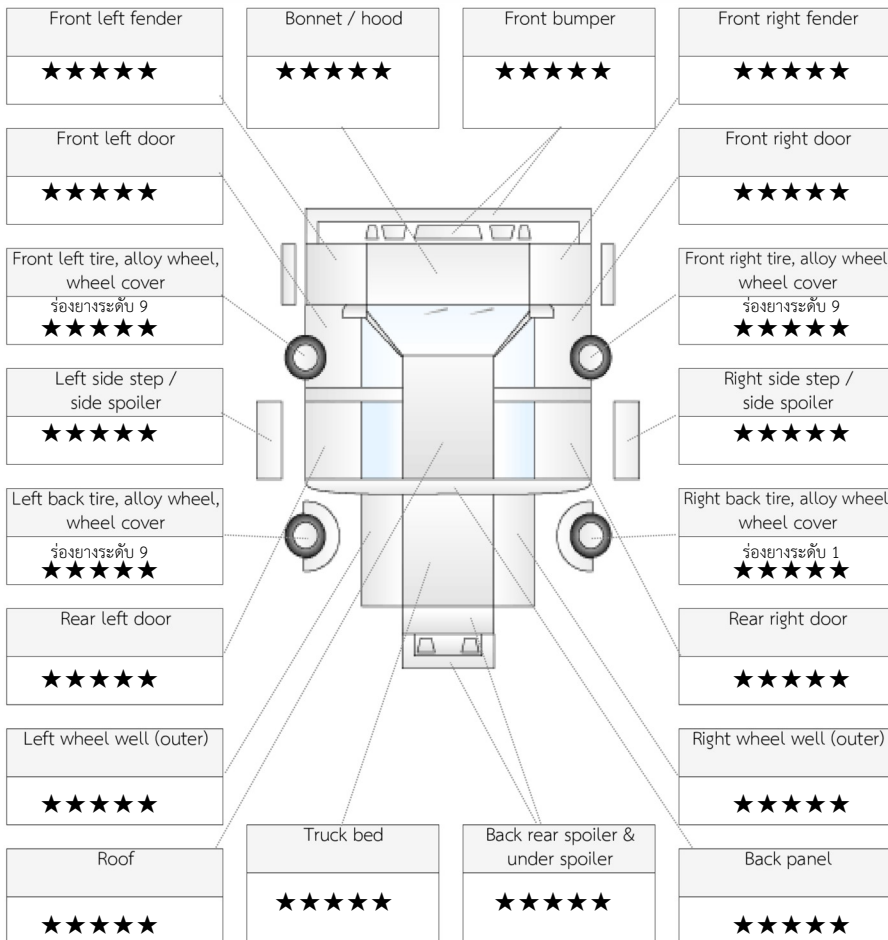 Front left fender
★★★★★
Bonnet / hood
★★★★★
Front bumper
★★★★★
Front right fender
★★★★★
Front left door
★★★★★
Front right door
★★★★★
Front left tire, alloy wheel,
wheel cover
ร่องยางระดับ 9
★★★★★
Front right tire, alloy wheel
wheel cover
ร่องยางระดับ 9
★★★★★
Left side step /
side spoiler
★★★★★
Right side step /
side spoiler
★★★★★
Left back tire, alloy wheel,
wheel cover
ร่องยางระดับ 9
★★★★★
Right back tire, alloy wheel
wheel cover
ร่องยางระดับ 1
★★★★★
Rear left door
★★★★★
Rear right door
★★★★★
Left wheel well (outer)
★★★★★
Right wheel well (outer)
★★★★★
Roof
★★★★★
Truck bed
★★★★★
Back rear spoiler &
under spoiler
★★★★★
Back panel
★★★★★